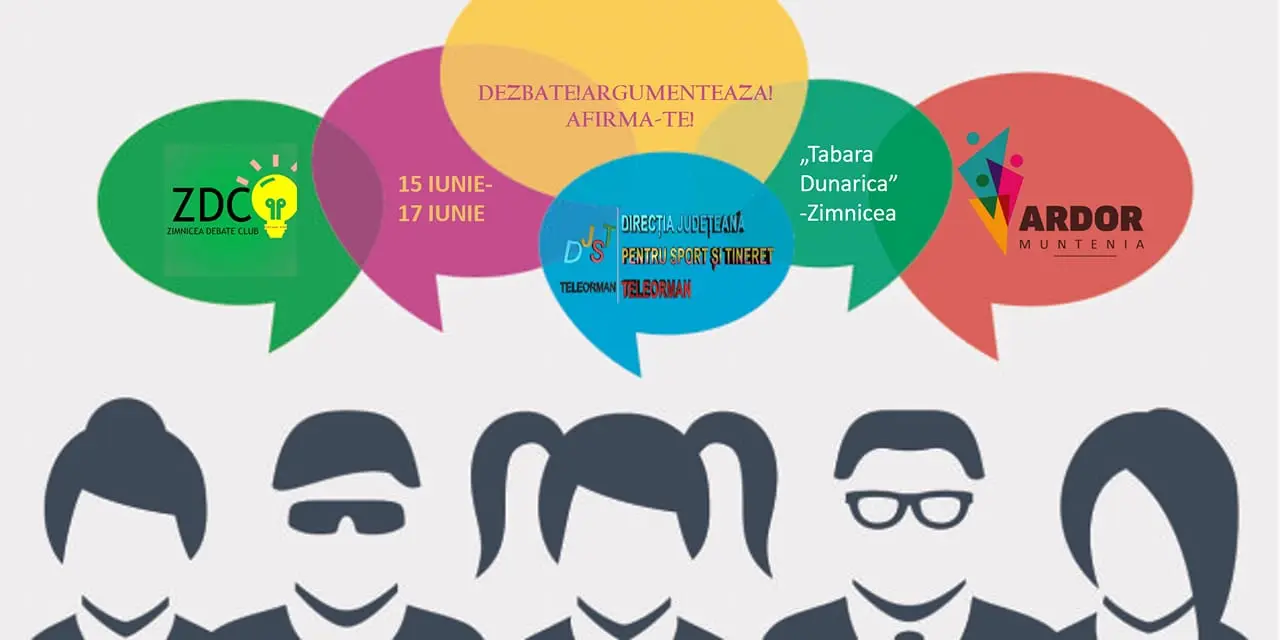 DEZBATE!ARGUMENTEAZA!
AFIRMA-TE!
ZDC
ZIMNICEA DEBATE CLUB
15 IUNIE-
17 IUNIE
DJST
TELEORMAN
DIRECȚIA JUDEȚEANĂ
PENTRU SPORT ȘI TINERET
TELEORMAN
„Tabara
Dunarica”
-Zimnicea
ARDOR
MUNTENIA